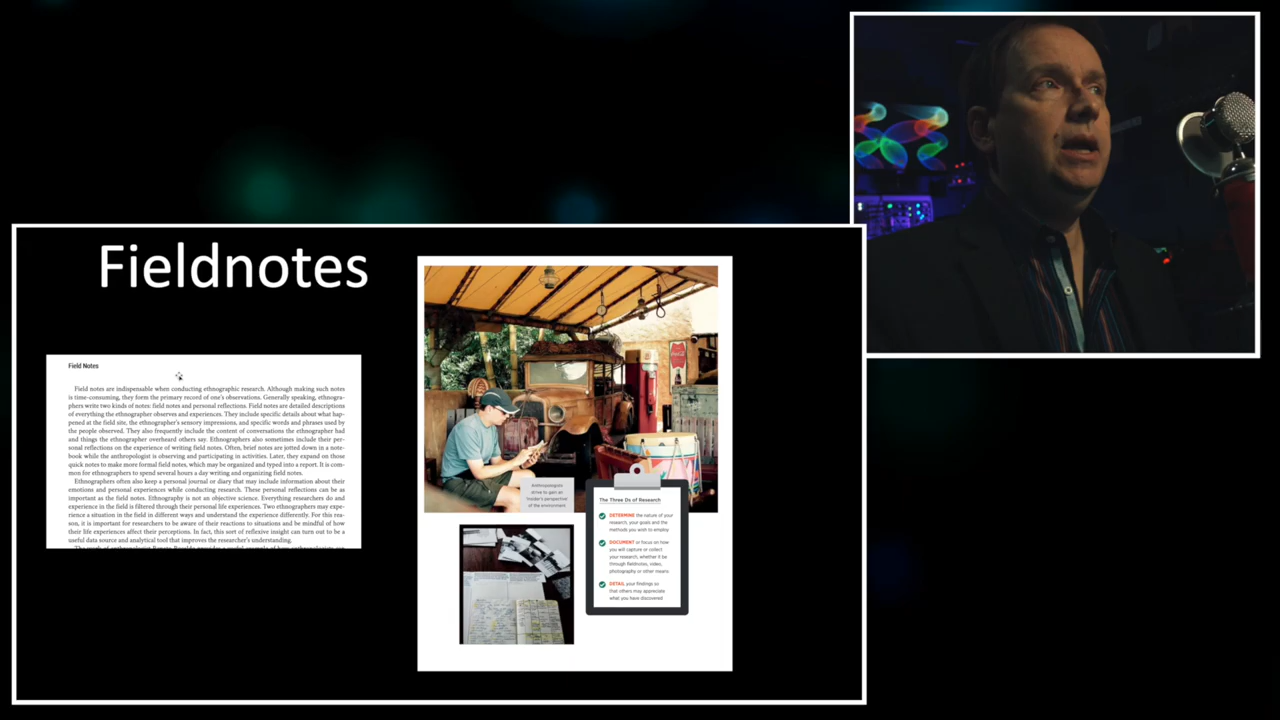 Fieldnotes
Field Notes
Field notes are indispensable when conducting ethnographic research. Although making such notes
is time-consuming, they form the primary record of one's observations. Generally speaking, ethnogra-
phers write two kinds of notes: field notes and personal reflections. Field notes are detailed descriptions
of everything the ethnographer observes and experiences. They include specific details about what hap-
pened at the field site, the ethnographer's sensory impressions, and specific words and phrases used by
the people observed. They also frequently include the content of conversations the ethnographer had
and things the ethnographer overheard others say. Ethnographers also sometimes include their per-
sonal reflections on the experience of writing field notes. Often, brief notes are jotted down in a note-
book while the anthropologist is observing and participating in activities. Later, they expand on those
quick notes to make more formal field notes, which may be organized and typed into a report. It is com-
mon for ethnographers to spend several hours a day writing and organizing field notes.
Ethnographers often also keep a personal journal or diary that may include information about their
emotions and personal experiences while conducting research. These personal reflections can be as
important as the field notes. Ethnography is not an objective science. Everything researchers do and
experience in the field is filtered through their personal life experiences. Two ethnographers may expe-
rience a situation in the field in different ways and understand the experience differently. For this rea-
son, it is important for researchers to be aware of their reactions to situations and be mindful of how
their life experiences affect their perceptions. In fact, this sort of reflexive insight can turn out to be a
useful data source and analytical tool that improves the researcher's understanding.
Anthropologists
strive to gain an
'insider's perspective'
of the environment
The Three Ds of Research
DETERMINE the nature of your
research, your goals and the
methods you wish to employ
DOCUMENT or focus on how
you will capture or collect
your research, whether it be
through fieldnotes, video,
photography or other means
DETAIL your findings so
that others may appreciate
what you have discovered